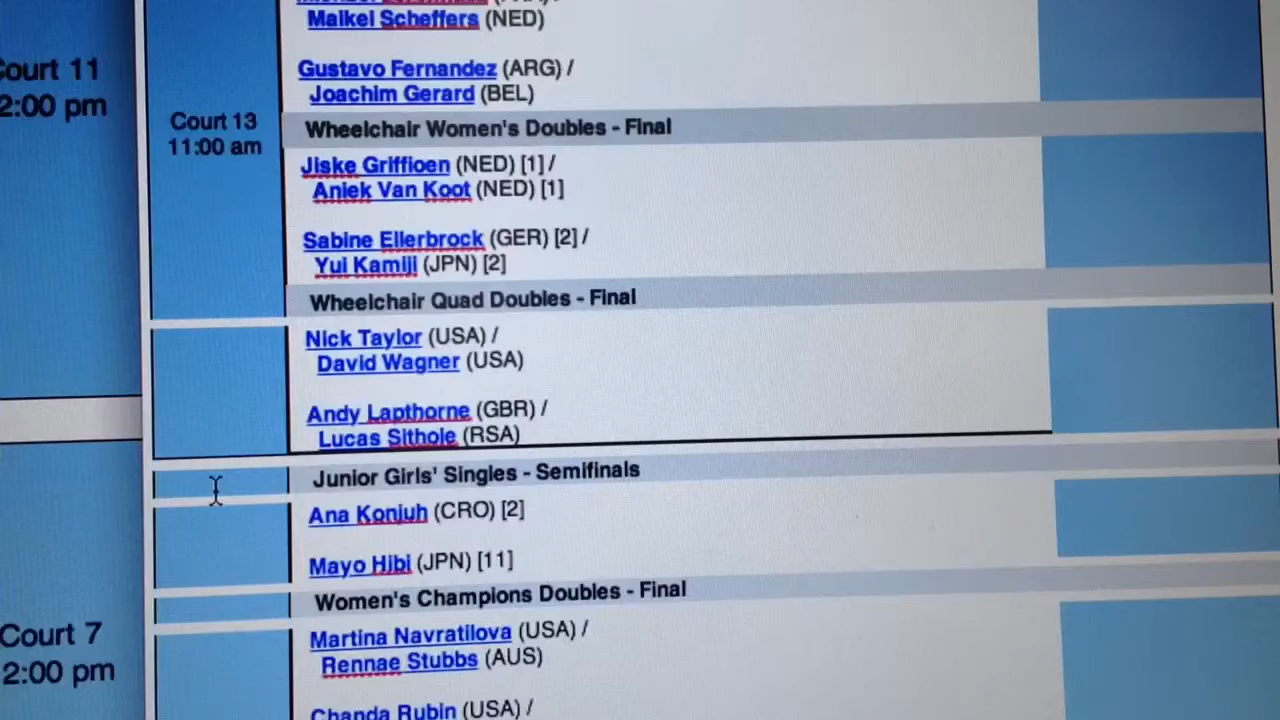 Court 11
2:00 pm
Maikel Scheffers (NED)
Gustavo Fernandez (ARG) /
Joachim Gerard (BEL)
Court 13
11:00 am
Wheelchair Women's Doubles - Final
Jiske Griffioen (NED) [1] /
Aniek Van Koot (NED) [1]
Sabine Ellerbrock (GER) [2] /
Yui Kamiji (JPN) [2]
Wheelchair Quad Doubles - Final
Nick Taylor (USA) /
David Wagner (USA)
Andy Lapthorne (GBR) /
Lucas Sithole (RSA)
Junior Girls' Singles - Semifinals
Ana Konjuh (CRO) [2]
Mayo Hibi (JPN) [11]
Women's Champions Doubles - Final
Court 7
2:00 pm
Martina Navratilova (USA) /
Rennae Stubbs (AUS)
Chanda Rubin (USA) /